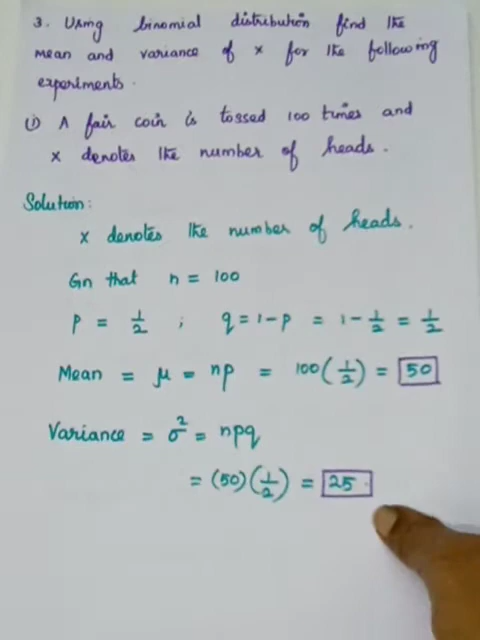 3. Using binomial distribution find the
mean and variance of x for the following
experiments.
(i) A fair coin is tossed 100 times and
x denotes the number of heads.
Solution:
x denotes the number of heads.
Gn that n = 100
p = 1/2 ; q = 1-p = 1-1/2 = 1/2
Mean = μ = np = 100(1/2) = 50
Variance = σ² = npq
= (50)(1/2) = 25.